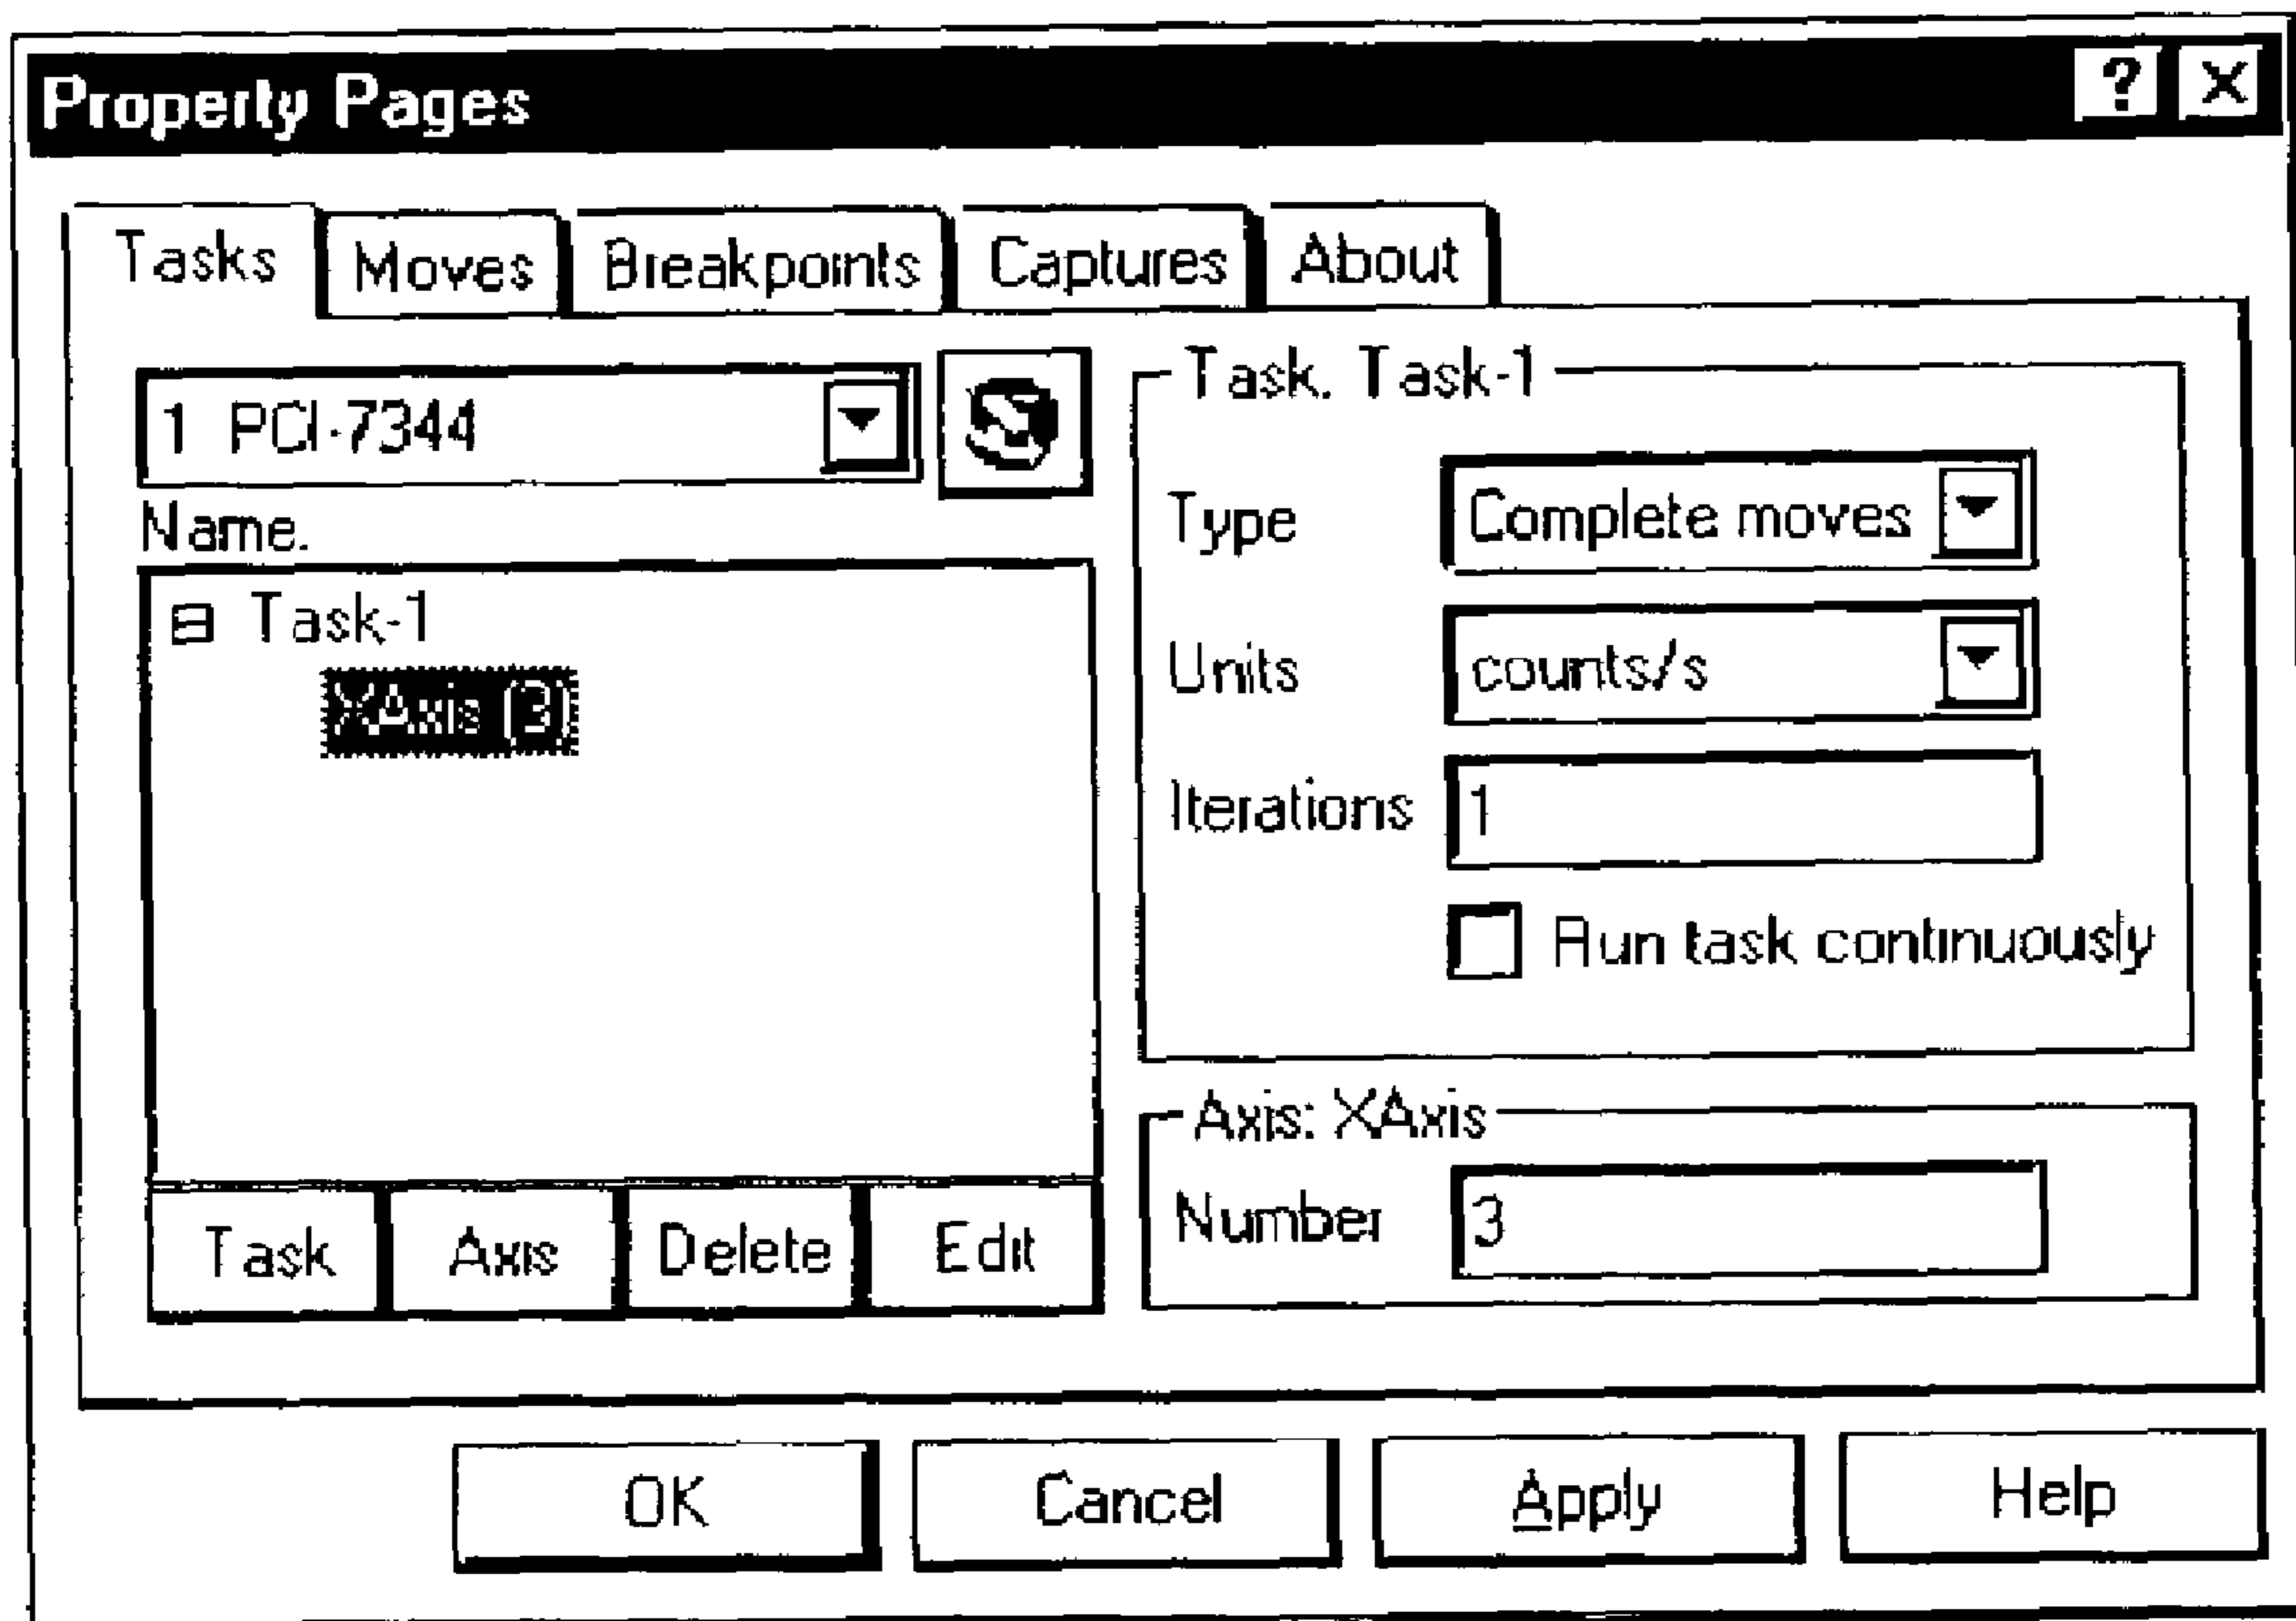 Property Pages ? X
Tasks Moves Breakpoints Captures About
1 PCI-7344
Name.
Task-1
XAxis (3)
Task Axis Delete Edit
Task. Task-1
Type Complete moves
Units counts/s
Iterations 1
Run task continuously
Axis: XAxis
Number 3
OK Cancel Apply Help